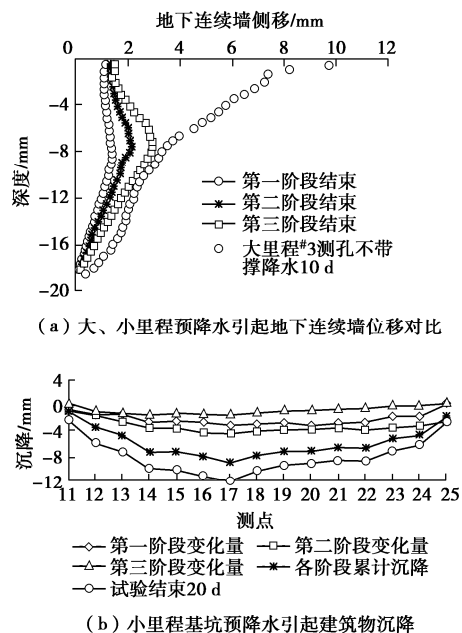 地下连续墙侧移/mm
0 2 4 6 8 10 12
-4
-8
-12
-16
-20
深度/mm
第一阶段结束
第二阶段结束
第三阶段结束
大里程#3测孔不带
撑降水10 d
(a)大、小里程预降水引起地下连续墙位移对比
4
0
-4
-8
-12
沉降/mm
11 12 13 14 15 16 17 18 19 20 21 22 23 24 25
测点
第一阶段变化量 第二阶段变化量
第三阶段变化量 各阶段累计沉降
试验结束20 d
(b)小里程基坑预降水引起建筑物沉降